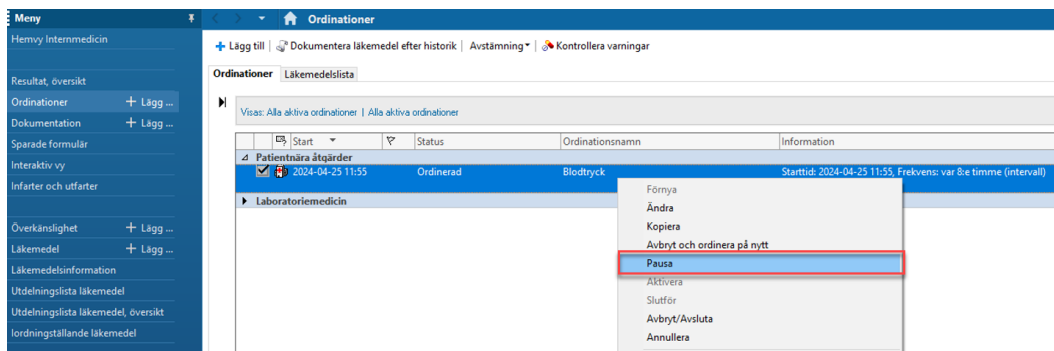 Meny
Ordinationer
Hemvy Internmedicin
Lägg till | Dokumentera läkemedel efter historik | Avstämning | Kontrollera varningar
Ordinationer Läkemedelslista
Resultat, översikt
Ordinationer + Lägg ...
Visas: Alla aktiva ordinationer | Alla aktiva ordinationer
Dokumentation + Lägg ...
Sparade formulär
Start Status Ordinationsnamn Information
Interaktiv vy
Patientnära åtgärder
2024-04-25 11:55 Ordinerad Blodtryck Starttid: 2024-04-25 11:55, Frekvens: var 8:e timme (intervall)
Infarter och utfarter
Laboratoriemedicin
Förnya
Ändra
Kopiera
Avbryt och ordinera på nytt
Pausa
Aktivera
Slutför
Avbryt/Avsluta
Annullera
Överkänslighet + Lägg ...
Läkemedel + Lägg ...
Läkemedelsinformation
Utdelningslista läkemedel
Utdelningslista läkemedel, översikt
Iordningställande läkemedel